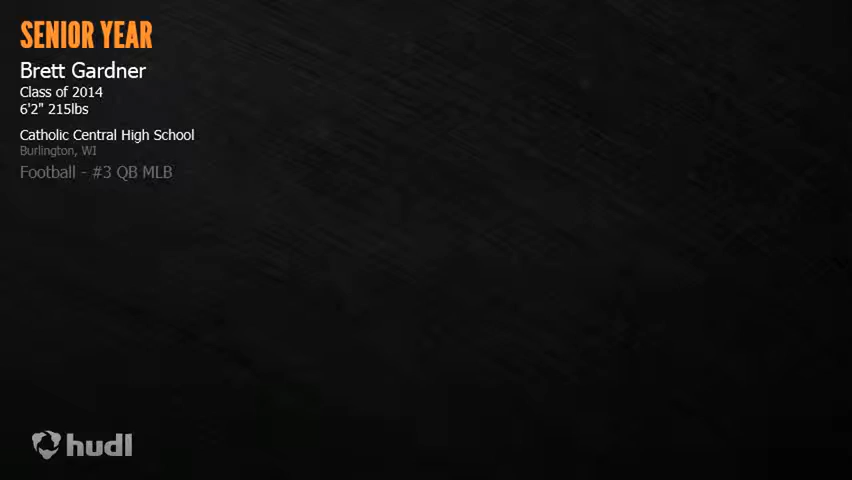 SENIOR YEAR
Brett Gardner
Class of 2014
6'2" 215lbs
Catholic Central High School
Burlington, WI
Football - #3 QB MLB
hudl